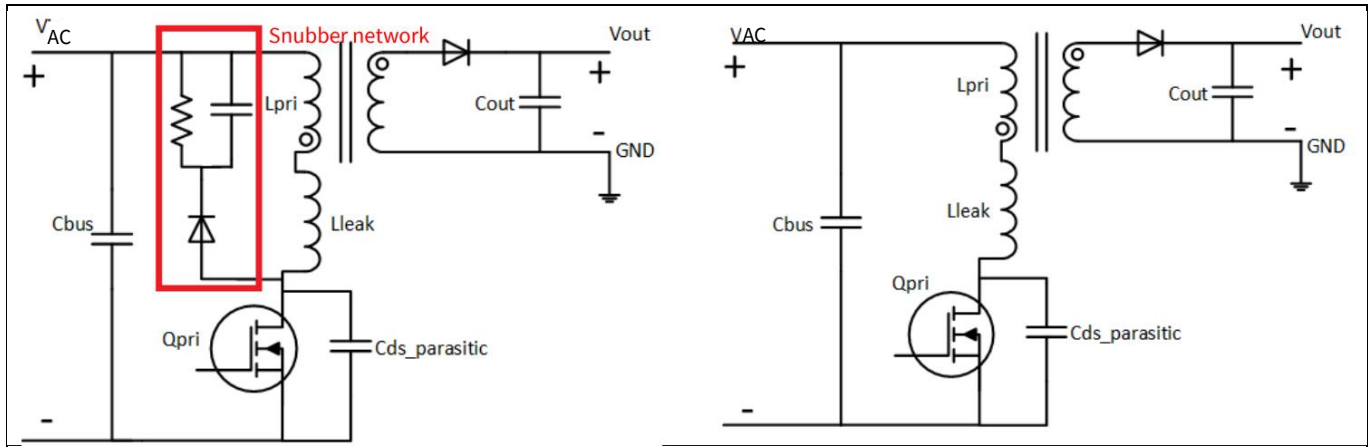 VAC
Snubber network
Vout
+
+
Lpri
Cout
-
GND
Cbus
Lleak
Qpri
Cds_parasitic
-
VAC
Vout
+
+
Lpri
Cout
-
GND
Lleak
Cbus
Qpri
Cds_parasitic
-